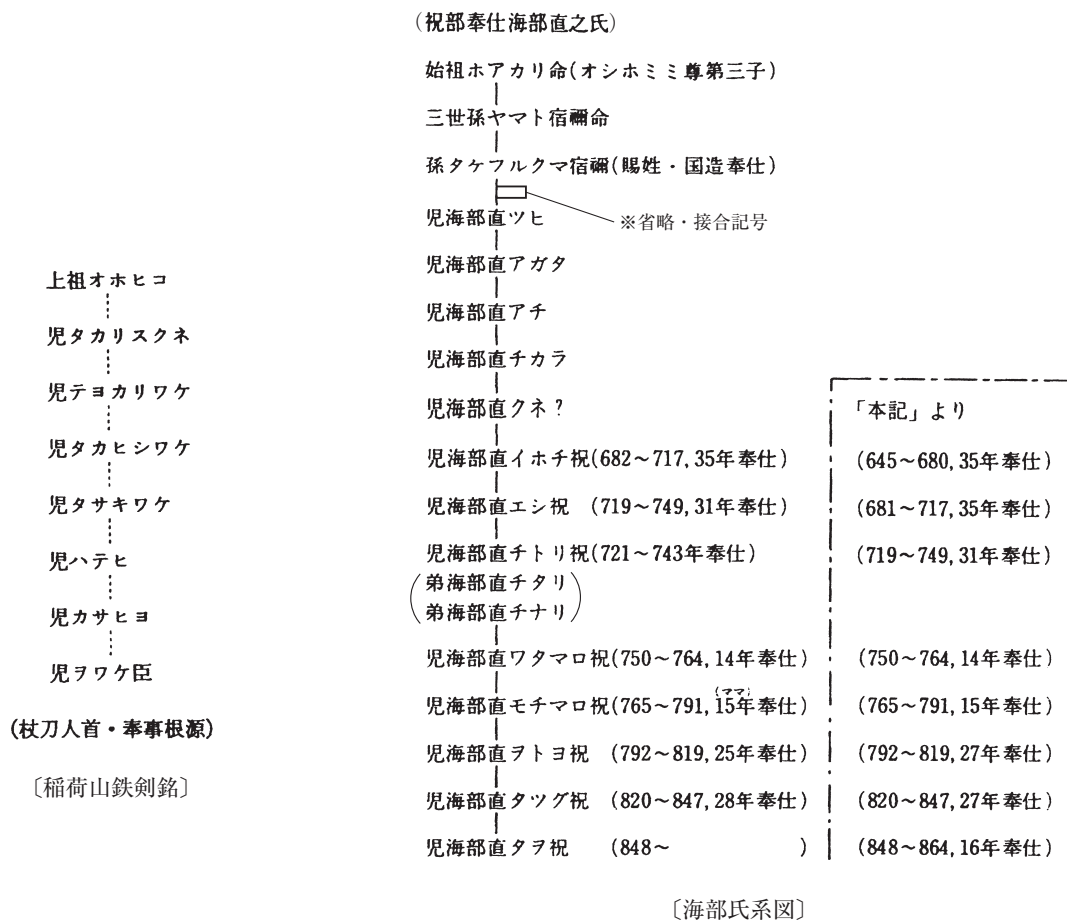 (祝部奉仕海部直之氏)
始祖ホアカリ命(オシホミミ尊第三子)
三世孫ヤマト宿禰命
孫タケフルクマ宿禰(賜姓・国造奉仕)
児海部直ツヒ
※省略・接合記号
児海部直アガタ
児海部直アチ
児海部直チカラ
児海部直クネ?
児海部直イホチ祝(682~717,35年奉仕)
児海部直エシ祝 (719~749,31年奉仕)
児海部直チトリ祝(721~743年奉仕)
(弟海部直チタリ
弟海部直チナリ)
児海部直ワタマロ祝(750~764,14年奉仕)
(ママ)
児海部直モチマロ祝(765~791,15年奉仕)
児海部直ヲトヨ祝 (792~819,25年奉仕)
児海部直タツグ祝 (820~847,28年奉仕)
児海部直タヲ祝 (848~ )
「本記」より
(645~680,35年奉仕)
(681~717,35年奉仕)
(719~749,31年奉仕)
(750~764,14年奉仕)
(765~791,15年奉仕)
(792~819,27年奉仕)
(820~847,27年奉仕)
(848~864,16年奉仕)
〔海部氏系図〕
上祖オホヒコ
児タカリスクネ
児テヨカリワケ
児タカヒシワケ
児タサキワケ
児ハテヒ
児カサヒヨ
児ヲワケ臣
(杖刀人首・奉事根源)
〔稲荷山鉄剣銘〕